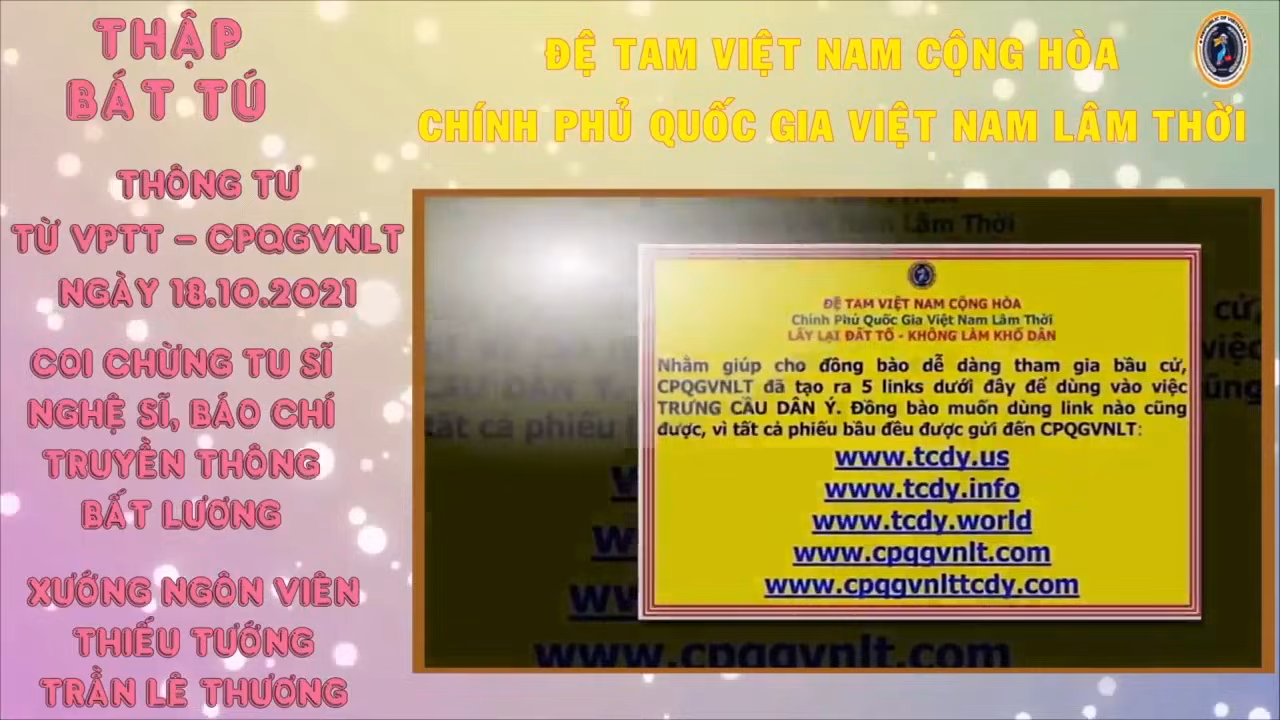 THẬP
BÁT TÚ
THÔNG TƯ
TỪ VPTT – CPQGVNLT
NGÀY 18.10.2021
COI CHỪNG TU SĨ
NGHỆ SĨ, BÁO CHÍ
TRUYỀN THÔNG
BẤT LƯƠNG
XƯỚNG NGÔN VIÊN
THIẾU TƯỚNG
TRẦN LÊ THƯƠNG
ĐỆ TAM VIỆT NAM CỘNG HÒA
CHÍNH PHỦ QUỐC GIA VIỆT NAM LÂM THỜI
ĐỆ TAM VIỆT NAM CỘNG HÒA
Chính Phủ Quốc Gia Việt Nam Lâm Thời
LẤY LẠI ĐẤT TỔ - KHÔNG LÀM KHỔ DÂN
Nhằm giúp cho đồng bào dễ dàng tham gia bầu cử,
CPQGVNLT đã tạo ra 5 links dưới đây để dùng vào việc
TRƯNG CẦU DÂN Ý. Đồng bào muốn dùng link nào cũng
được, vì tất cả phiếu bầu đều được gửi đến CPQGVNLT:
www.tcdy.us
www.tcdy.info
www.tcdy.world
www.cpqgvnlt.com
www.cpqgvnlttcdy.com
www.cpqgvnlt.com